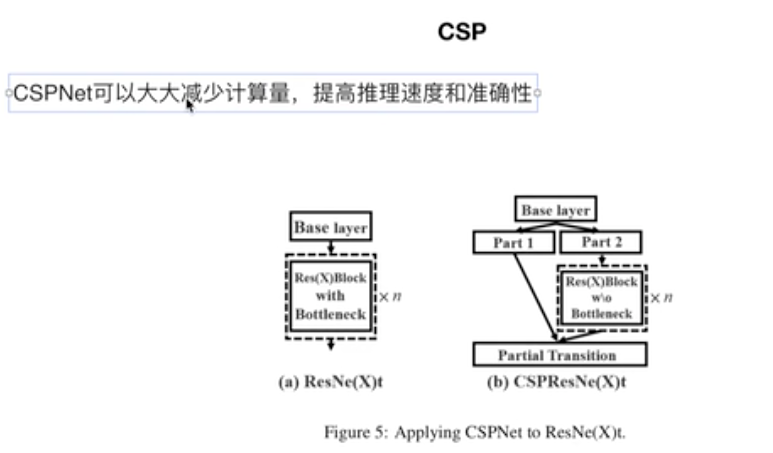 CSP
CSPNet可以大大减少计算量，提高推理速度和准确性
Base layer
Res(X)Block
with
Bottleneck
× n
(a) ResNe(X)t
Base layer
Part 1
Part 2
Res(X)Block
w\o
Bottleneck
× n
Partial Transition
(b) CSPResNe(X)t
Figure 5: Applying CSPNet to ResNe(X)t.